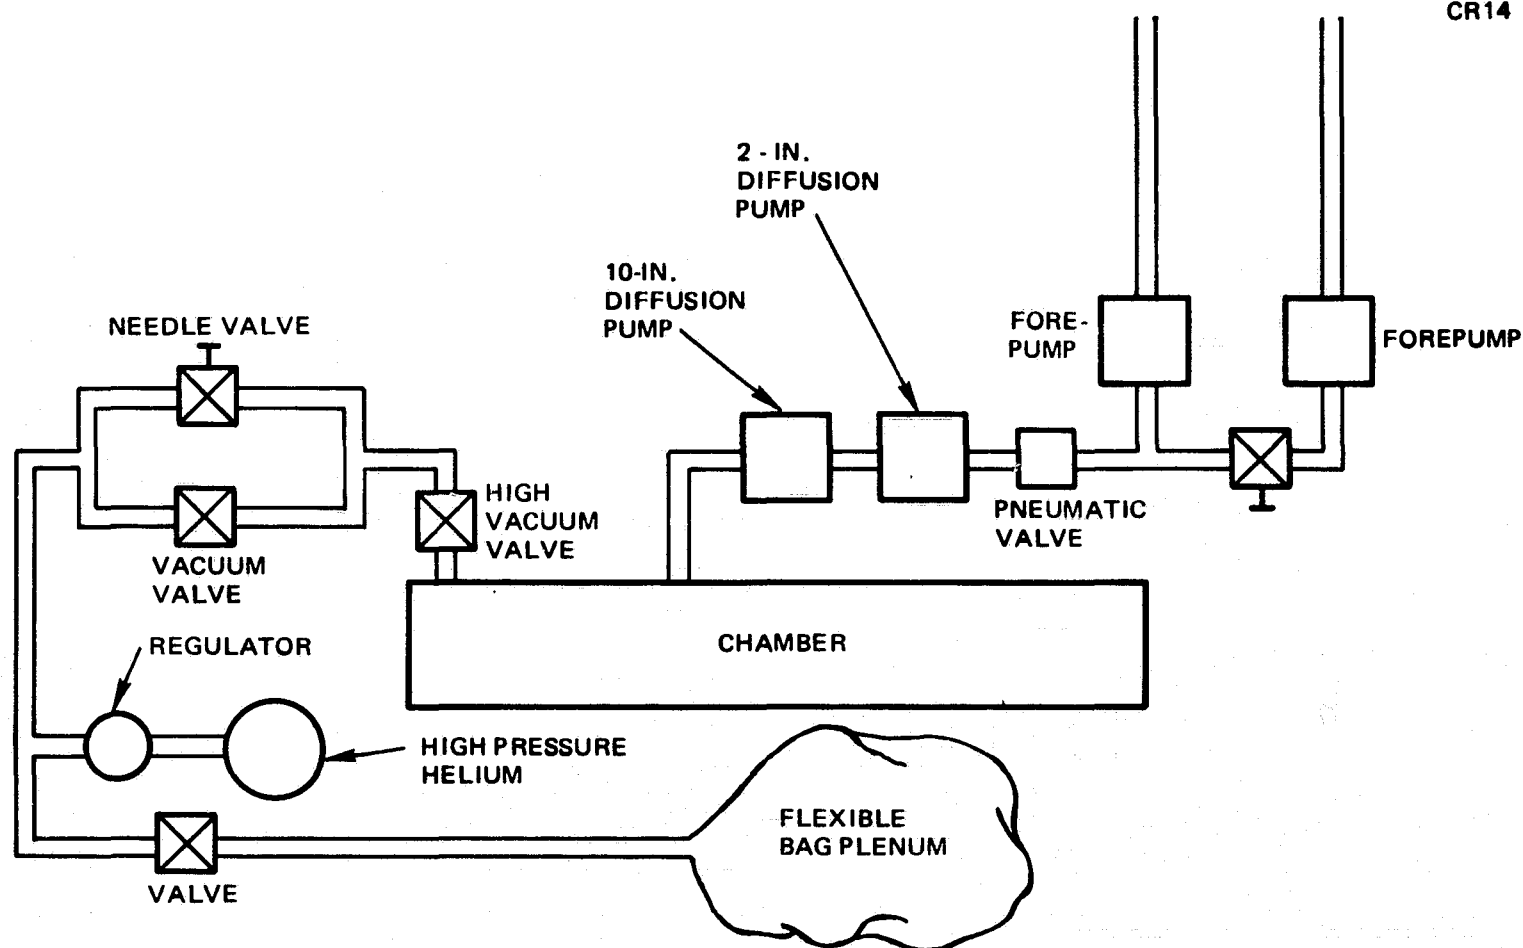 CR14
2 - IN.
DIFFUSION
PUMP
10-IN.
DIFFUSION
PUMP
NEEDLE VALVE
FORE-
PUMP
FOREPUMP
HIGH
VACUUM
VALVE
PNEUMATIC
VALVE
VACUUM
VALVE
CHAMBER
REGULATOR
HIGH PRESSURE
HELIUM
FLEXIBLE
BAG PLENUM
VALVE